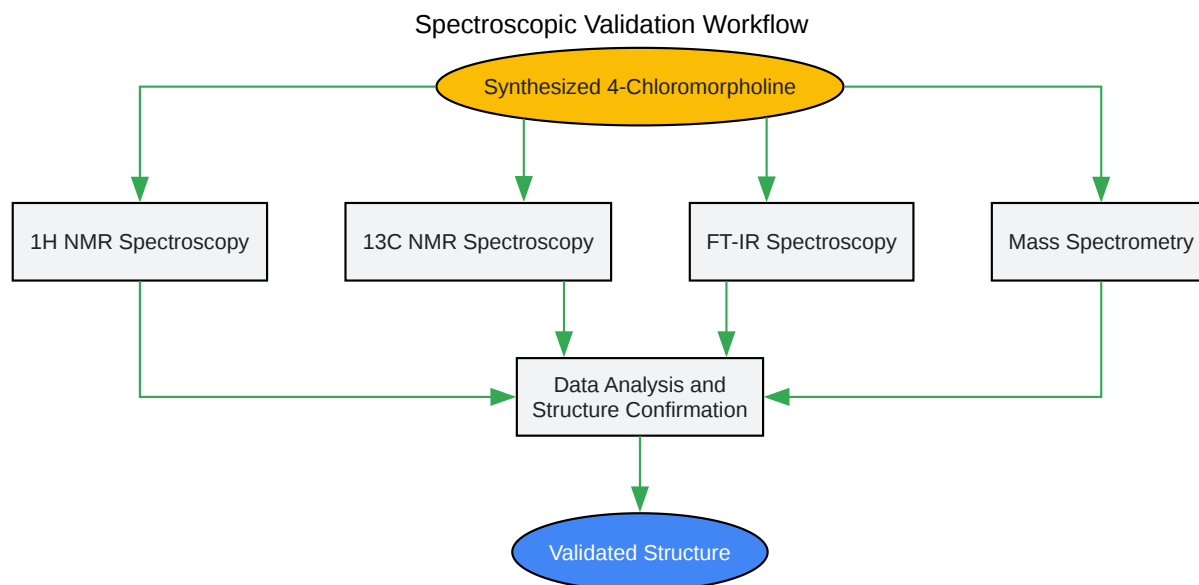 Spectroscopic Validation Workflow
Synthesized 4-Chloromorpholine
1H NMR Spectroscopy
13C NMR Spectroscopy
FT-IR Spectroscopy
Mass Spectrometry
Data Analysis and
Structure Confirmation
Validated Structure